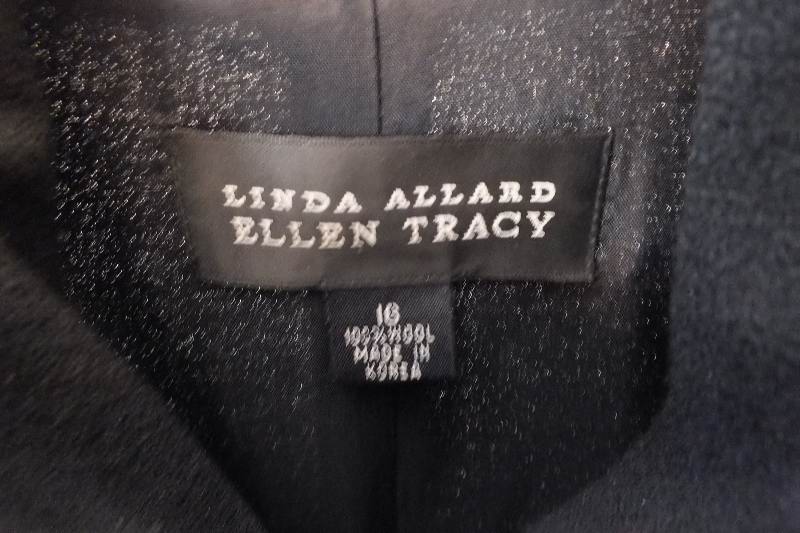 LINDA ALLARD
ELLEN TRACY
16
100% WOOL
MADE IN
KOREA